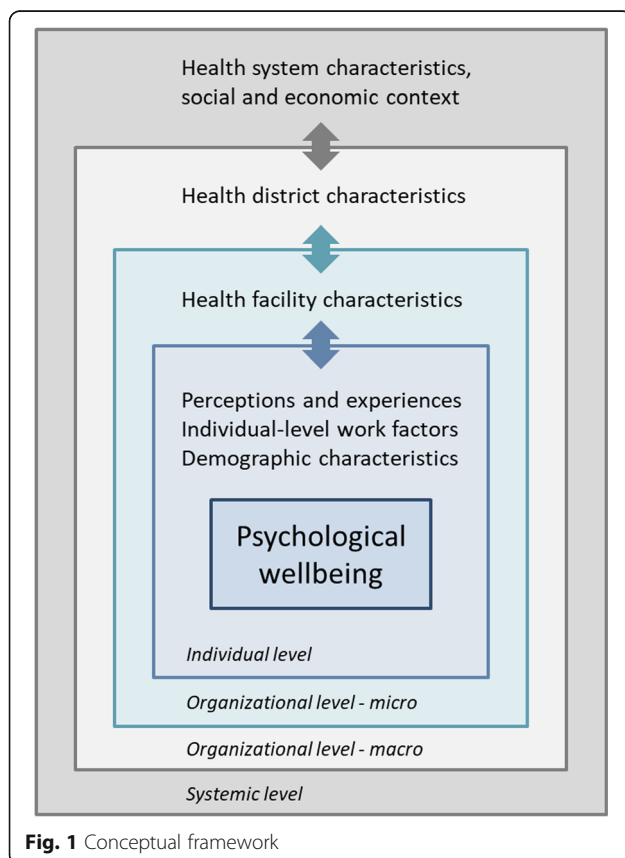 Health system characteristics,
social and economic context
Health district characteristics
Health facility characteristics
Perceptions and experiences
Individual-level work factors
Demographic characteristics
Psychological
wellbeing
Individual level
Organizational level - micro
Organizational level - macro
Systemic level
Fig. 1 Conceptual framework